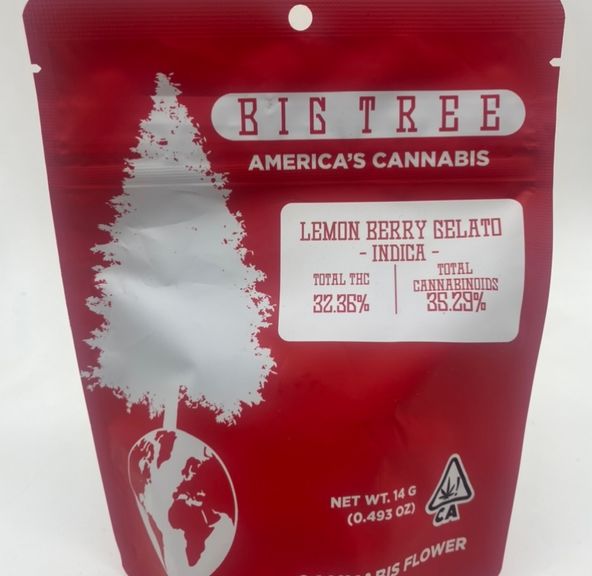 BIG TREE
AMERICA'S CANNABIS
LEMON BERRY GELATO
- INDICA -
TOTAL THC
32.36%
TOTAL
CANNABINOIDS
35.29%
NET WT. 14 G
(0.493 OZ)
CA
CANNABIS FLOWER